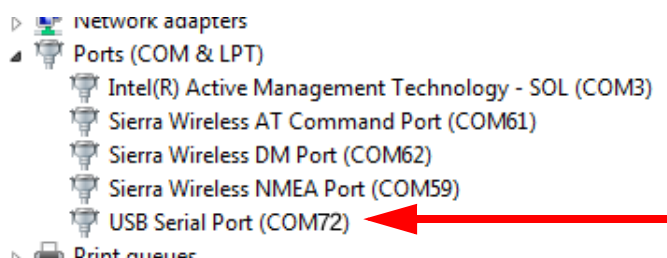 Network adapters
Ports (COM & LPT)
Intel(R) Active Management Technology - SOL (COM3)
Sierra Wireless AT Command Port (COM61)
Sierra Wireless DM Port (COM62)
Sierra Wireless NMEA Port (COM59)
USB Serial Port (COM72)
Print queues